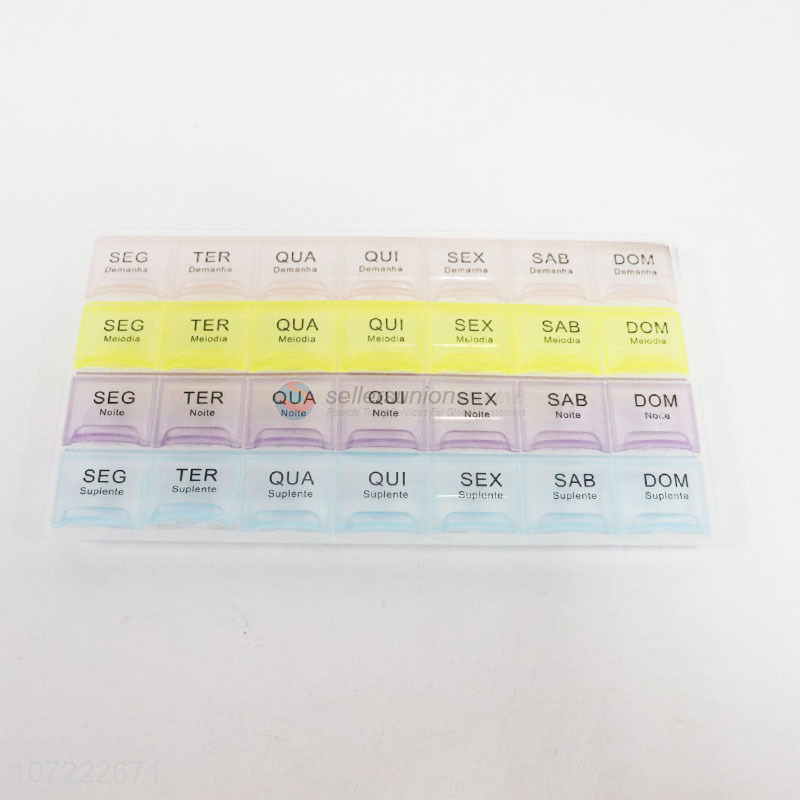 SEG TER QUA QUI SEX SAB DOM
Demanha Demanha Demanha Demanha Demanha Demanha Demanha
SEG TER QUA QUI SEX SAB DOM
Meiodia Meiodia Meiodia Meiodia Meiodia Meiodia Meiodia
SEG TER QUA QUI SEX SAB DOM
Noite Noite Noite Noite Noite Noite Noite
sellersunion
SEG TER QUA QUI SEX SAB DOM
Suplente Suplente Suplente Suplente Suplente Suplente Suplente
107222671